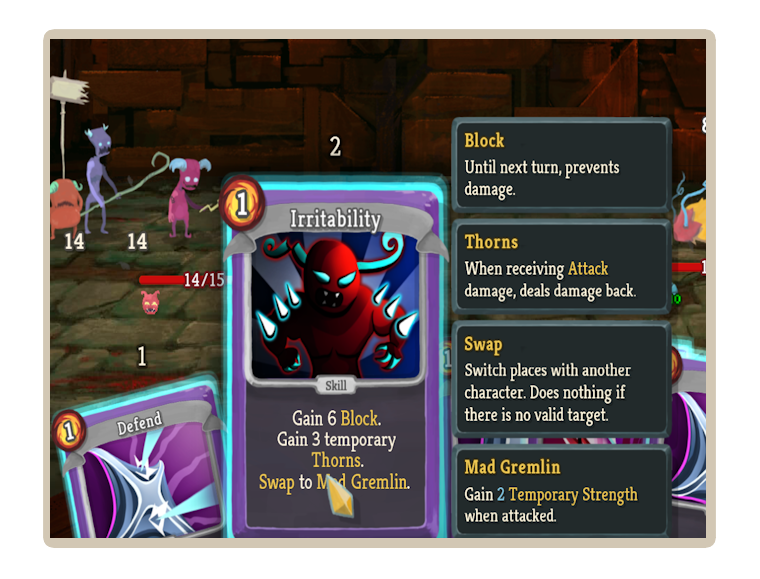 2
8
Block
Until next turn, prevents
damage.
1
Irritability
14
14
Thorns
When receiving Attack
damage, deals damage back.
14/15
1
Swap
Switch places with another
character. Does nothing if
there is no valid target.
1
1
Defend
Skill
Gain 6 Block.
Gain 3 temporary
Thorns.
Swap to Mad Gremlin.
Mad Gremlin
Gain 2 Temporary Strength
when attacked.